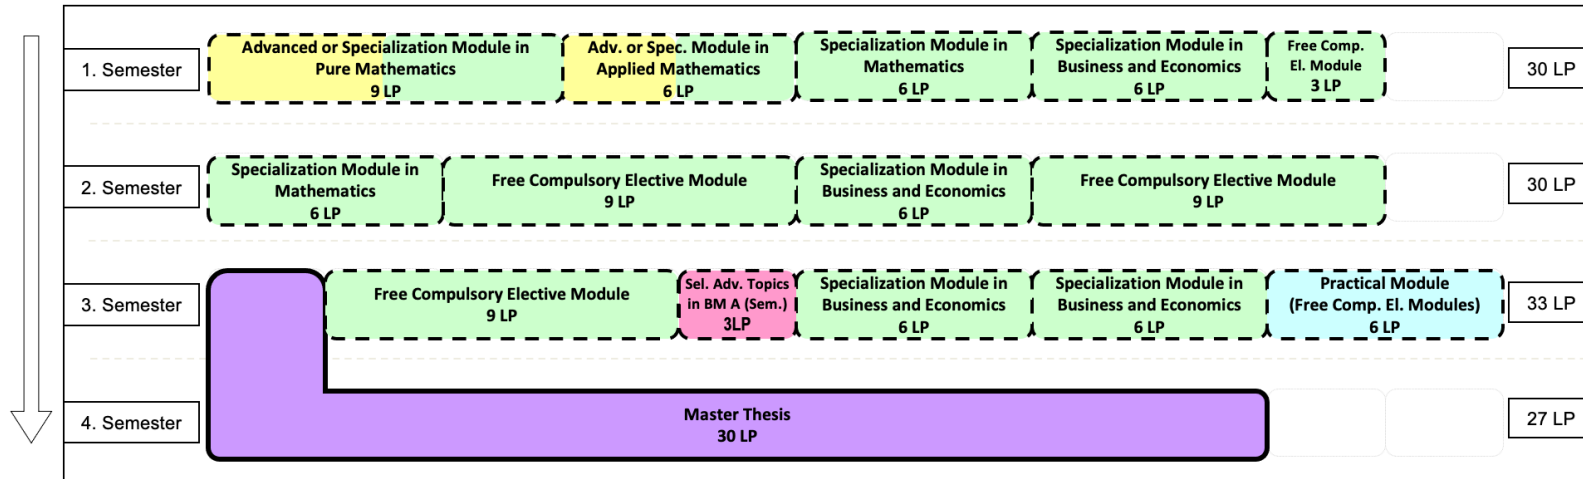 1. Semester
Advanced or Specialization Module in
Pure Mathematics
9 LP
Adv. or Spec. Module in
Applied Mathematics
6 LP
Specialization Module in
Mathematics
6 LP
Specialization Module in
Business and Economics
6 LP
Free Comp.
El. Module
3 LP
30 LP
2. Semester
Specialization Module in
Mathematics
6 LP
Free Compulsory Elective Module
9 LP
Specialization Module in
Business and Economics
6 LP
Free Compulsory Elective Module
9 LP
30 LP
3. Semester
Free Compulsory Elective Module
9 LP
Sel. Adv. Topics
in BM A (Sem.)
3LP
Specialization Module in
Business and Economics
6 LP
Specialization Module in
Business and Economics
6 LP
Practical Module
(Free Comp. El. Modules)
6 LP
33 LP
4. Semester
Master Thesis
30 LP
27 LP